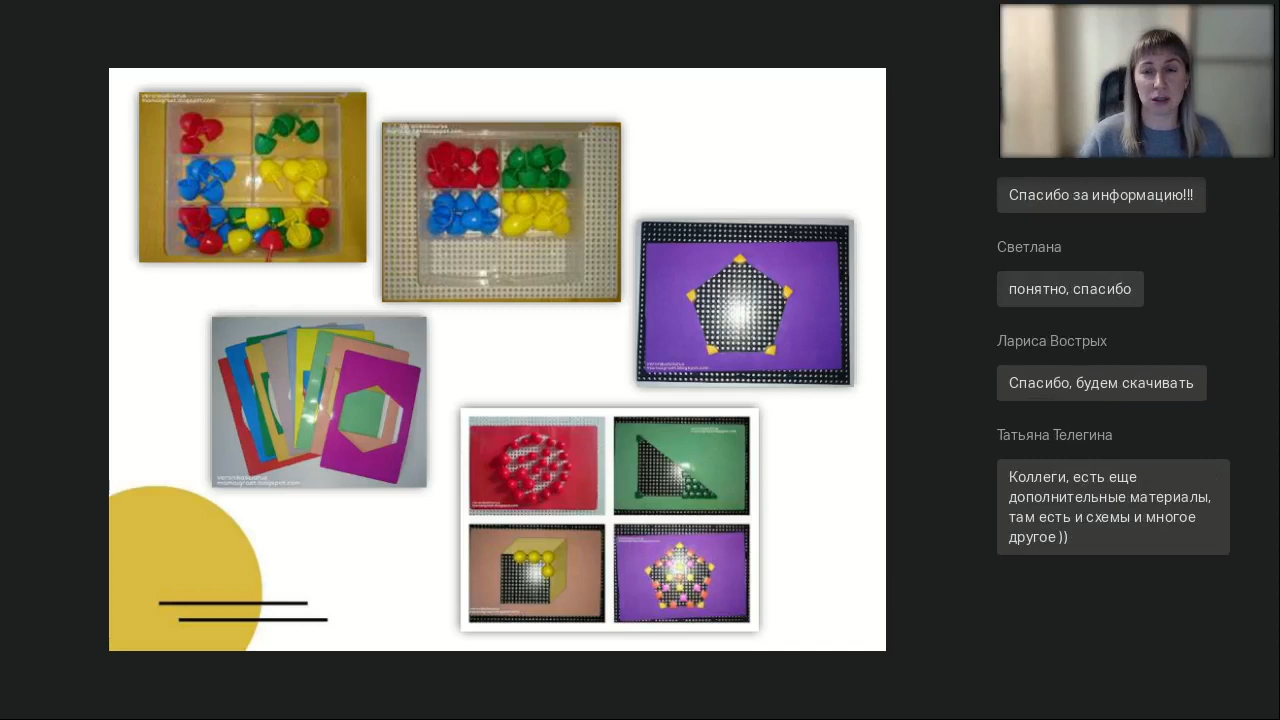 Спасибо за информацию!!!
Светлана
понятно, спасибо
Лариса Вострых
Спасибо, будем скачивать
Татьяна Телегина
Коллеги, есть еще
дополнительные материалы,
там есть и схемы и многое
другое ))